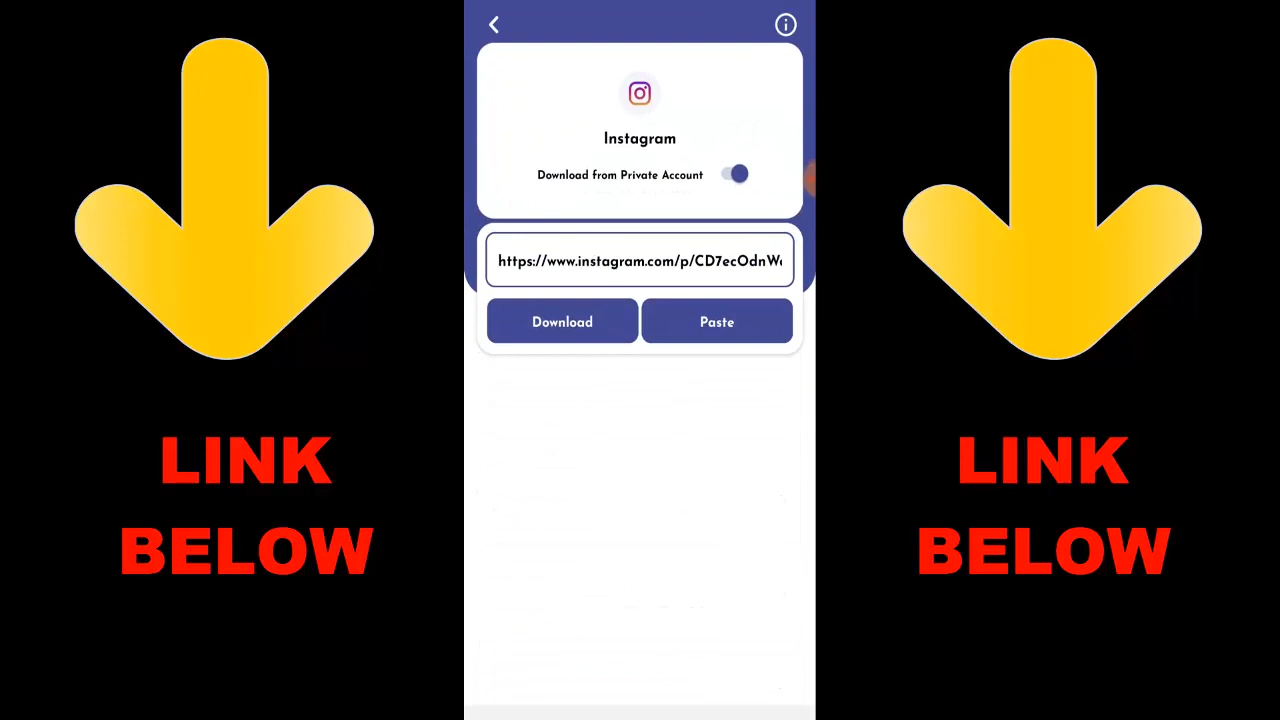 Instagram
Download from Private Account
https://www.instagram.com/p/CD7ecOdnW
Download Paste
LINK
BELOW
LINK
BELOW